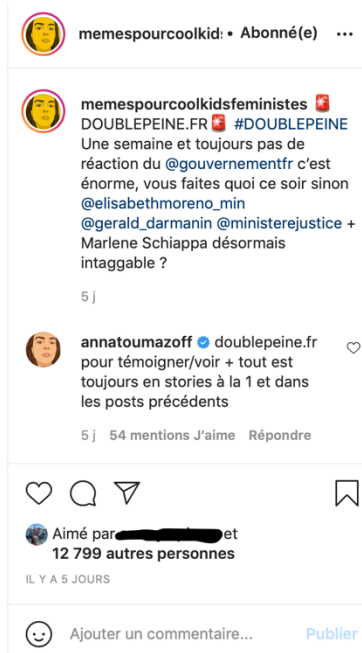 memespourcoolkid: • Abonné(e) •••
memespourcoolkidsfeministes 🚨
DOUBLEPEINE.FR🚨 #DOUBLEPEINE
Une semaine et toujours pas de
réaction du @gouvernementfr c’est
énorme, vous faites quoi ce soir sinon
@elisabethmoreno_min
@gerald_darmanin @ministerejustice +
Marlene Schiappa désormais
intaggable ?
5 j
annatoumazoff doublepeine.fr
pour témoigner/voir + tout est
toujours en stories à la 1 et dans
les posts précédents
5 j 54 mentions J’aime Répondre
Aimé par et
12 799 autres personnes
IL Y A 5 JOURS
Ajouter un commentaire... Publier